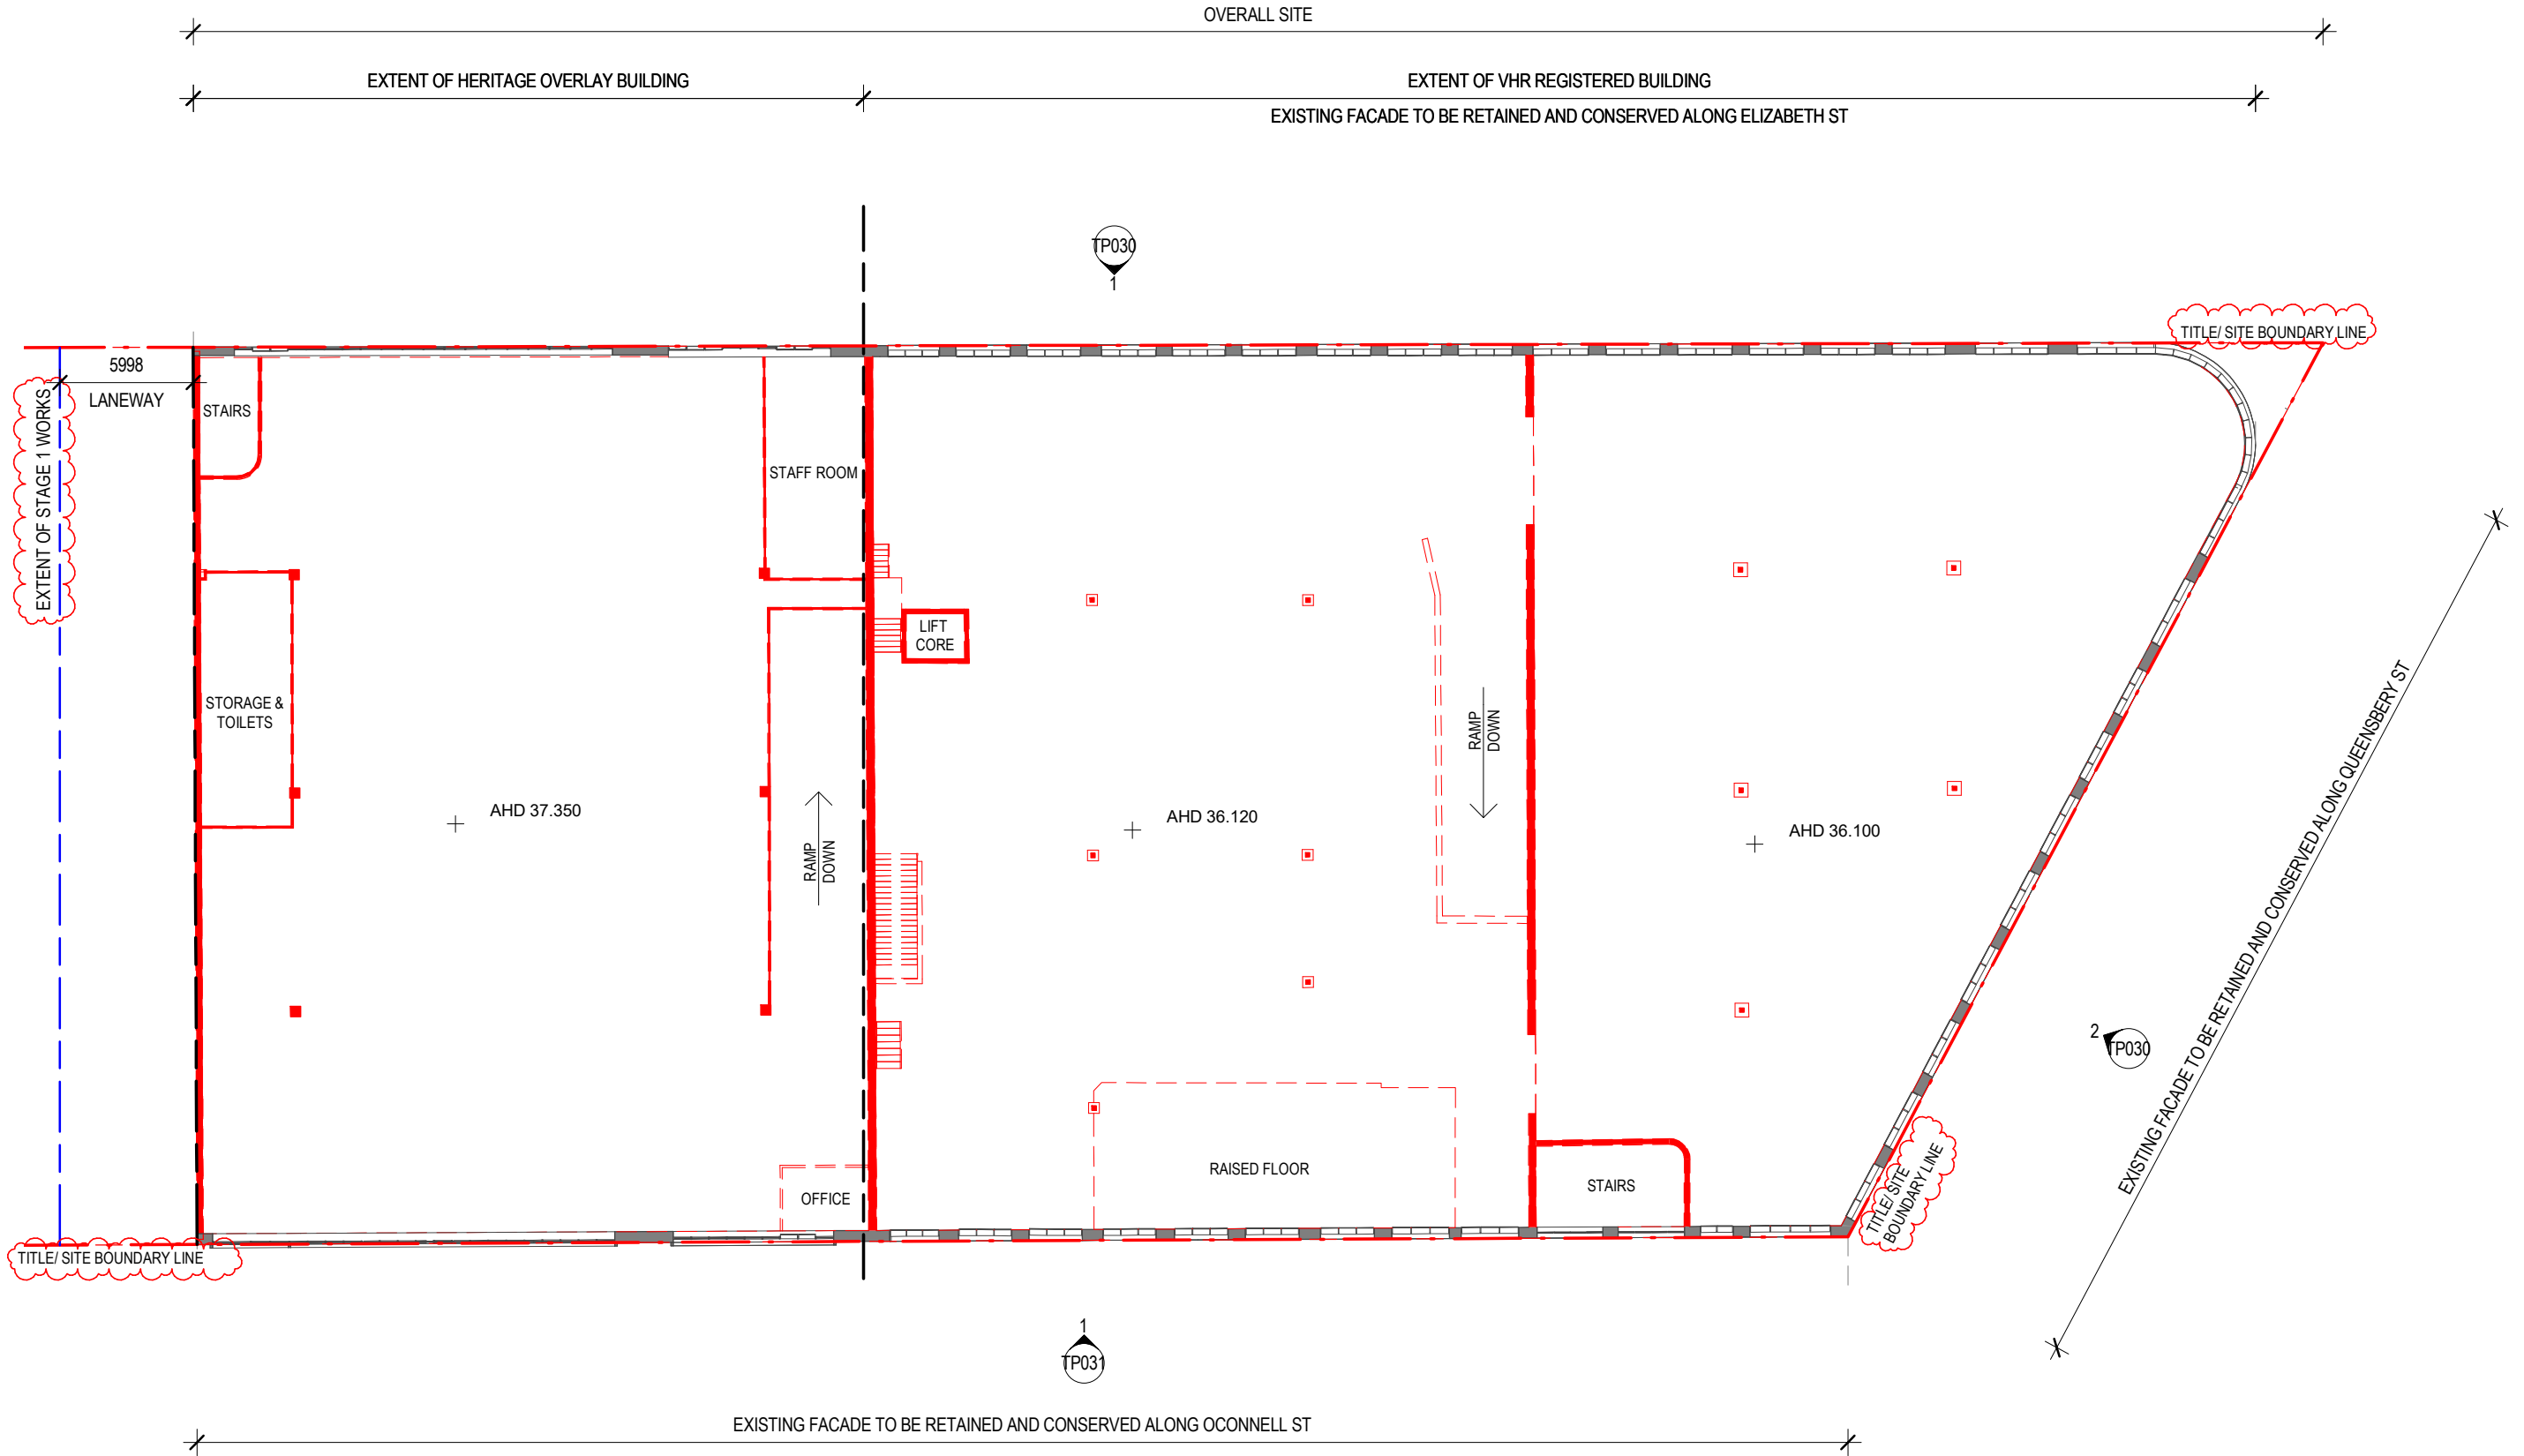 OVERALL SITE
EXTENT OF HERITAGE OVERLAY BUILDING
EXTENT OF VHR REGISTERED BUILDING
EXISTING FACADE TO BE RETAINED AND CONSERVED ALONG ELIZABETH ST
TP030
1
TITLE/ SITE BOUNDARY LINE
5998
LANEWAY
EXTENT OF STAGE 1 WORKS
STAIRS
STAFF ROOM
LIFT
CORE
STORAGE &
TOILETS
RAMP
DOWN
AHD 37.350
AHD 36.120
AHD 36.100
RAMP
DOWN
EXISTING FACADE TO BE RETAINED AND CONSERVED ALONG QUEENSBERY ST
2
TP030
RAISED FLOOR
STAIRS
OFFICE
TITLE/ SITE
BOUNDARY LINE
TITLE/ SITE BOUNDARY LINE
1
TP031
EXISTING FACADE TO BE RETAINED AND CONSERVED ALONG OCONNELL ST